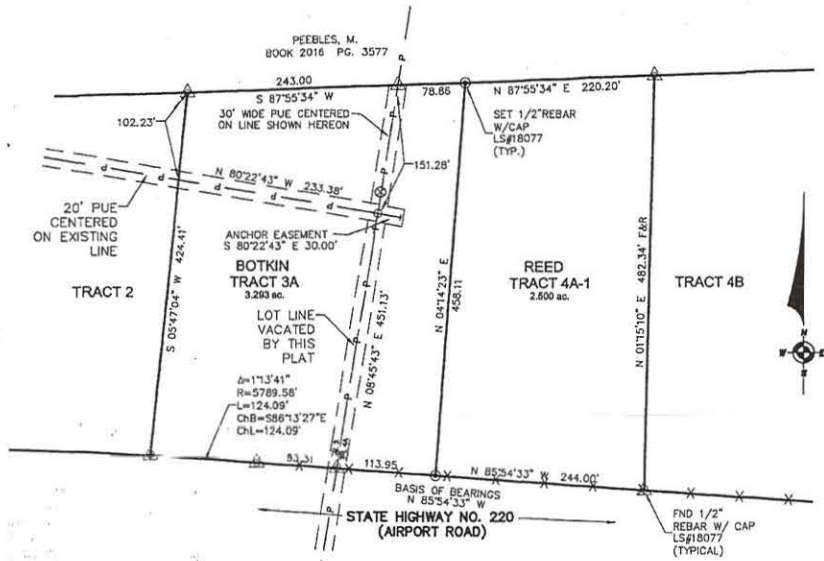 PEEBLES, M.
BOOK 2016 PG. 3577
243.00
S 87°55'34" W
78.86
N 87°55'34" E 220.20'
SET 1/2"REBAR
W/CAP
LS#18077
(TYP.)
30' WIDE PUE CENTERED
ON LINE SHOWN HEREON
102.23'
151.28'
N 80°22'43" W 233.38'
20' PUE
CENTERED
ON EXISTING
LINE
ANCHOR EASEMENT
S 80°22'43" E 30.00'
TRACT 2
S 05°47'04" W 424.41'
BOTKIN
TRACT 3A
3.293 ac.
LOT LINE
VACATED
BY THIS
PLAT
N 08°45'43" E 451.13'
N 04°14'23" E
458.11
REED
TRACT 4A-1
2.500 ac.
N 01°15'10" E 482.34' F&R
TRACT 4B
N
W E
S
Δ=1°13'41"
R=5789.58'
L=124.09'
ChB=S86°13'27"E
ChL=124.09'
53.31
113.95
N 85°54'33" W 244.00'
BASIS OF BEARINGS
N 85°54'33" W
STATE HIGHWAY NO. 220
(AIRPORT ROAD)
FND 1/2"
REBAR W/ CAP
LS#18077
(TYPICAL)